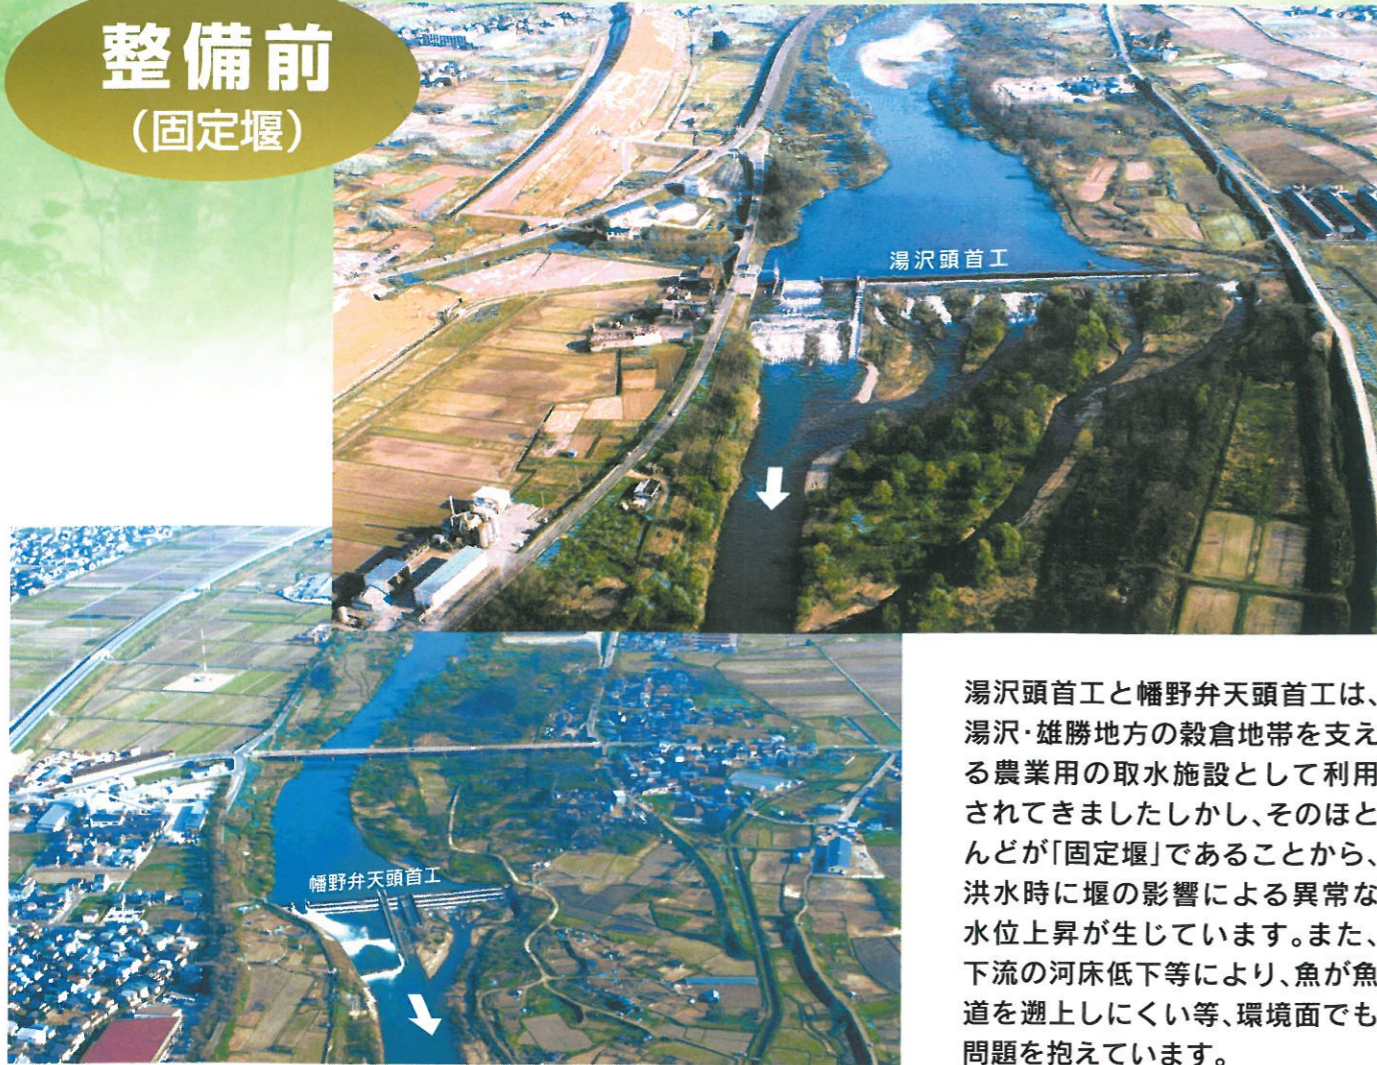 整備前
(固定堰)
湯沢頭首工
幡野弁天頭首工
湯沢頭首工と幡野弁天頭首工は、
湯沢・雄勝地方の穀倉地帯を支え
る農業用の取水施設として利用
されてきましたしかし、そのほと
んどが「固定堰」であることから、
洪水時に堰の影響による異常な
水位上昇が生じています。また、
下流の河床低下等により、魚が魚
道を遡上しにくい等、環境面でも
問題を抱えています。